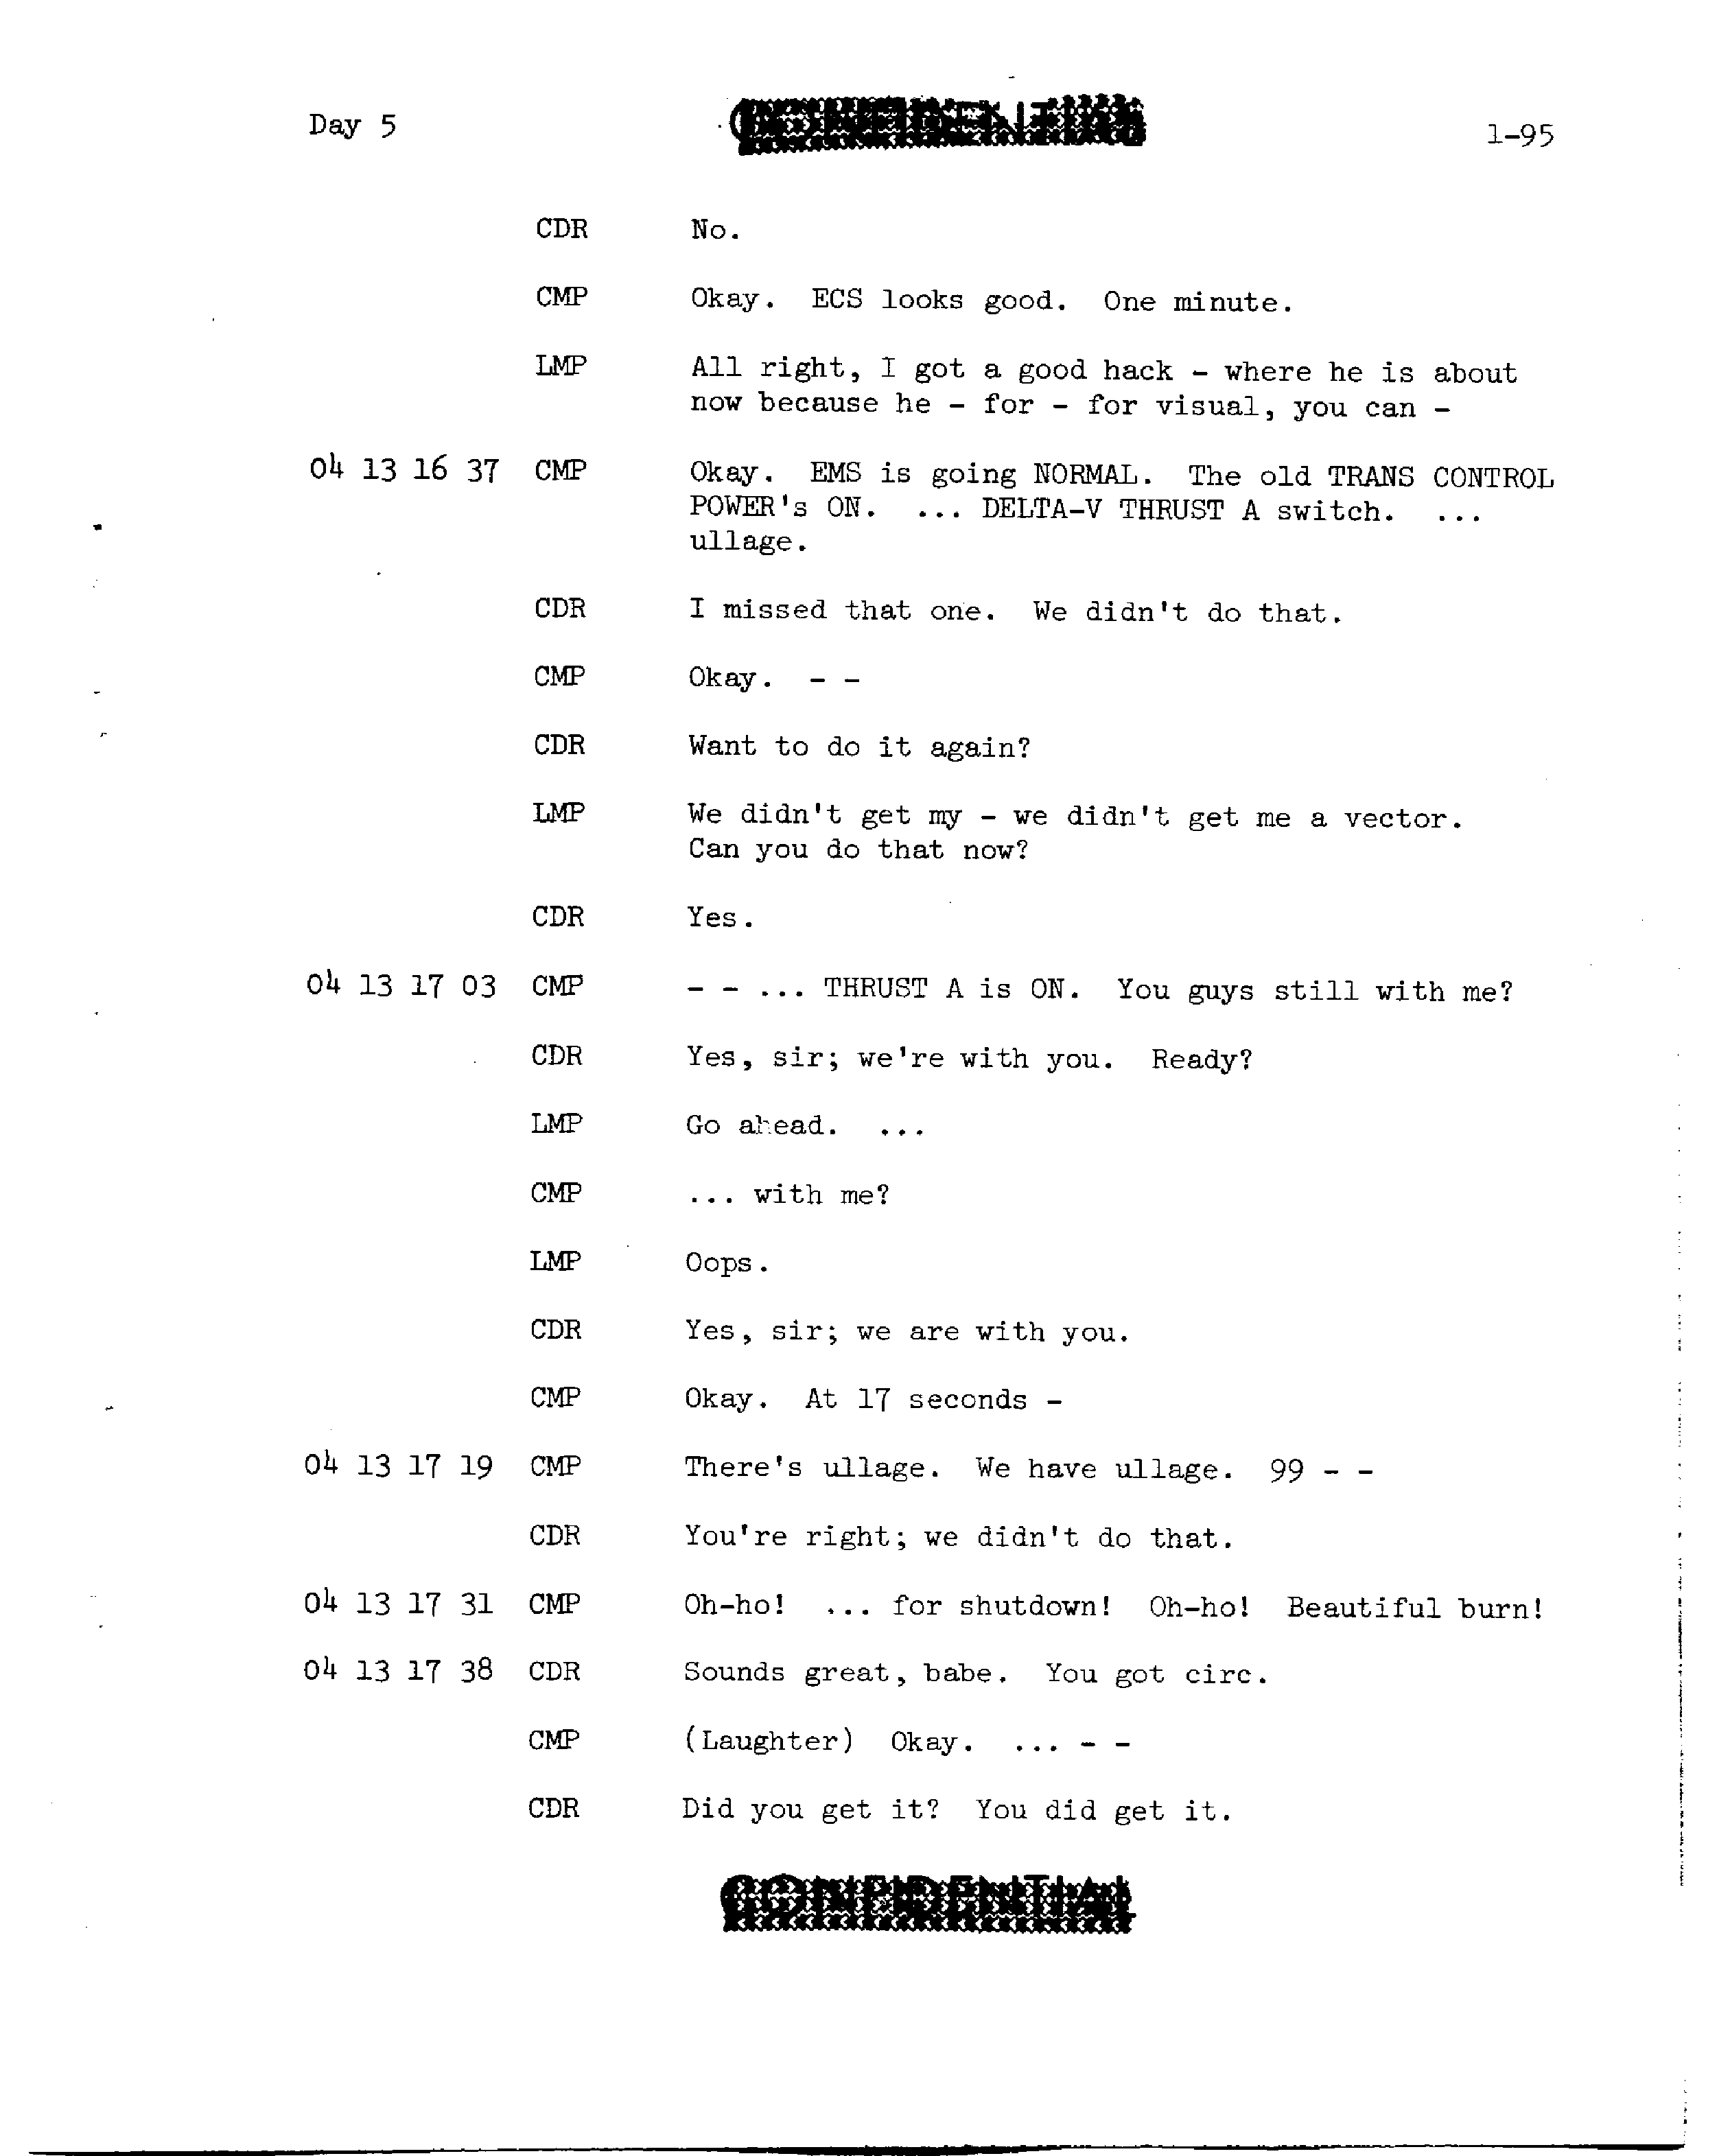 Day 5
CONFIDENTIAL
1-95
CDR No.
CMP Okay. ECS looks good. One minute.
LMP All right, I got a good hack - where he is about
now because he - for - for visual, you can -
04 13 16 37 CMP Okay. EMS is going NORMAL. The old TRANS CONTROL
POWER's ON. ... DELTA-V THRUST A switch. ...
ullage.
CDR I missed that one. We didn't do that.
CMP Okay. - -
CDR Want to do it again?
LMP We didn't get my - we didn't get me a vector.
Can you do that now?
CDR Yes.
04 13 17 03 CMP - - ... THRUST A is ON. You guys still with me?
CDR Yes, sir; we're with you. Ready?
LMP Go ahead. ...
CMP ... with me?
LMP Oops.
CDR Yes, sir; we are with you.
CMP Okay. At 17 seconds -
04 13 17 19 CMP There's ullage. We have ullage. 99 - -
CDR You're right; we didn't do that.
04 13 17 31 CMP Oh-ho! ... for shutdown! Oh-ho! Beautiful burn!
04 13 17 38 CDR Sounds great, babe. You got circ.
CMP (Laughter) Okay. ... - -
CDR Did you get it? You did get it.
CONFIDENTIAL